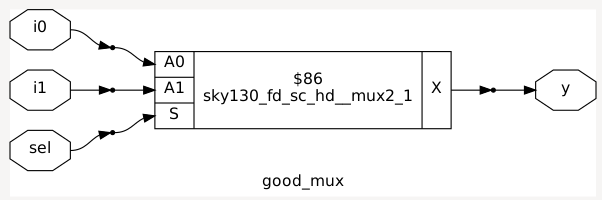 i0
A0
$86
i1
A1
sky130_fd_sc_hd__mux2_1
X
y
S
sel
good_mux